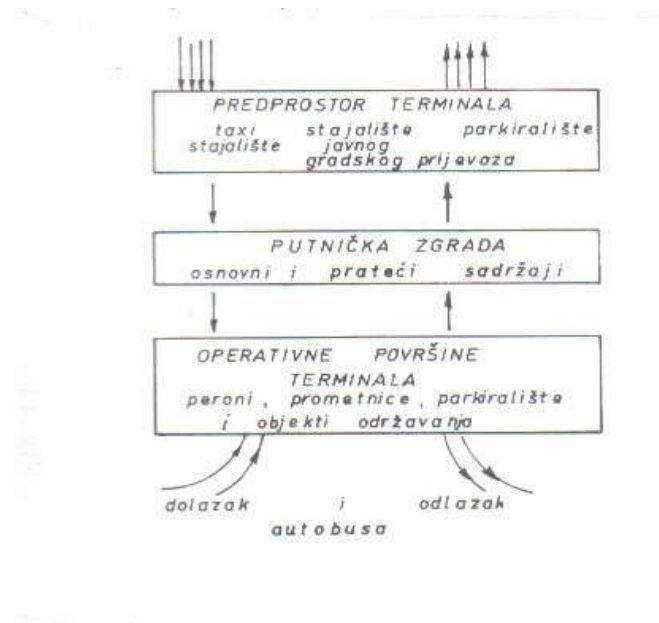 PREDPROSTOR TERMINALA
taxi stajalište parkiralište
stajalište javnog
gradskog prijevoza
PUTNIČKA ZGRADA
osnovni i prateći sadržaji
OPERATIVNE POVRŠINE
TERMINALA
peroni, prometnice, parkiralište
i objekti održavanja
dolazak i odlazak
autobusa